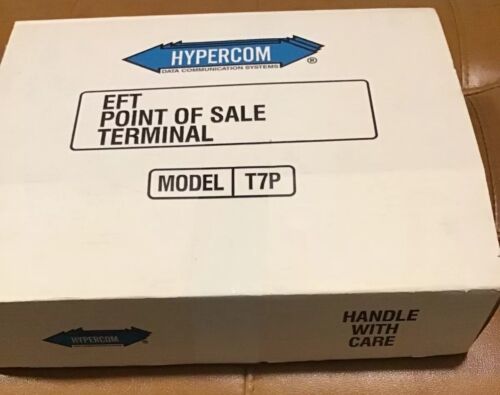 HYPERCOM
DATA COMMUNICATION SYSTEMS
®
EFT
POINT OF SALE
TERMINAL
MODEL T7P
HYPERCOM
®
HANDLE
WITH
CARE